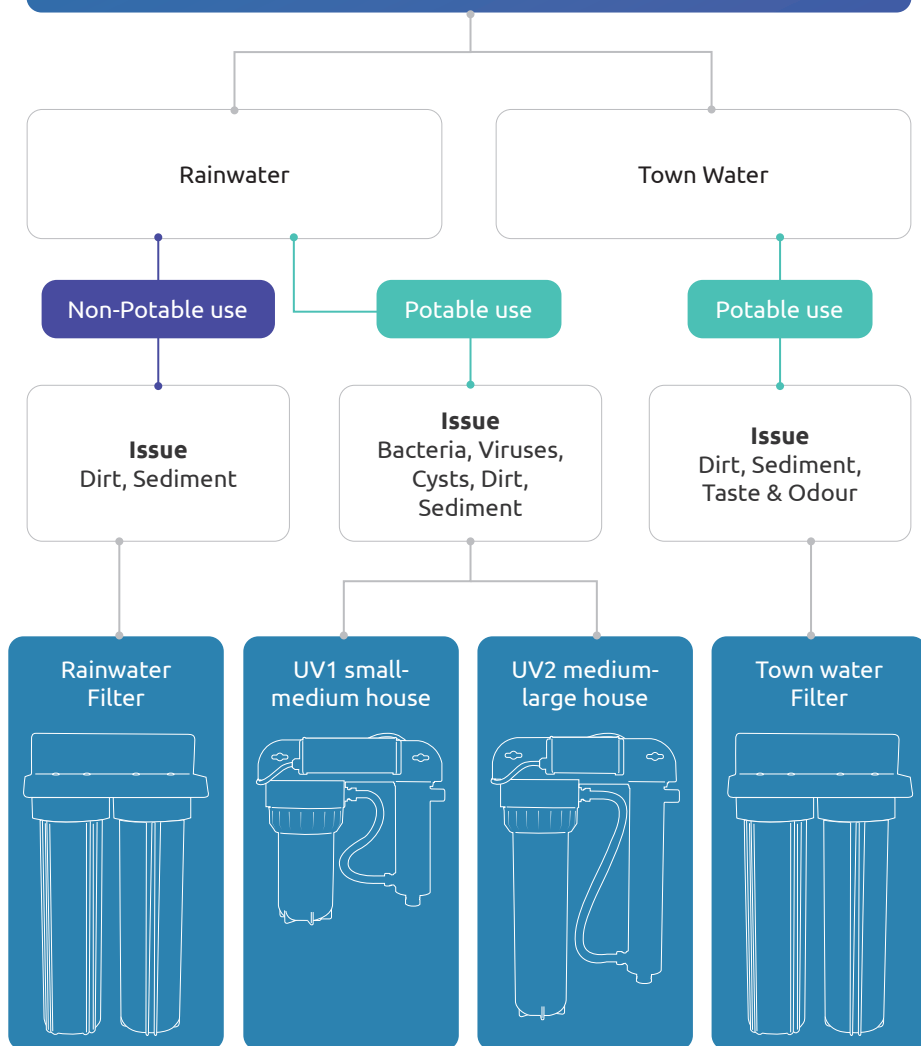 Rainwater
Town Water
Non-Potable use
Potable use
Potable use
Issue
Dirt, Sediment
Issue
Bacteria, Viruses,
Cysts, Dirt,
Sediment
Issue
Dirt, Sediment,
Taste & Odour
Rainwater
Filter
UV1 small-
medium house
UV2 medium-
large house
Town water
Filter